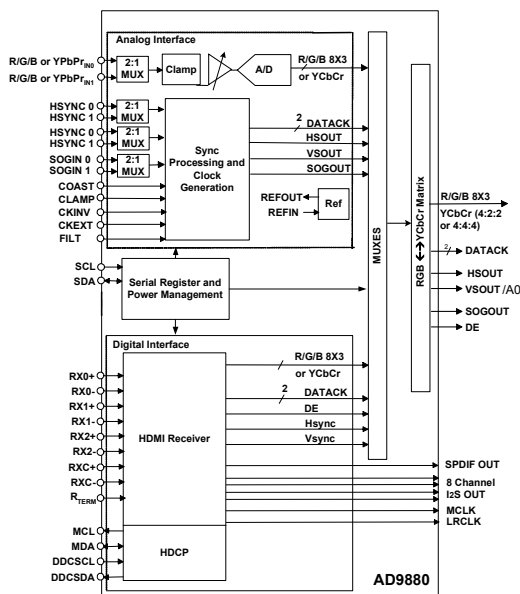 Analog Interface
R/G/B or YPbPrIN0
R/G/B or YPbPrIN1
2:1
MUX
Clamp
A/D
R/G/B 8X3
or YCbCr
HSYNC 0
HSYNC 1
2:1
MUX
HSYNC 0
HSYNC 1
2:1
MUX
SOGIN 0
SOGIN 1
2:1
MUX
COAST
CLAMP
CKINV
CKEXT
FILT
Sync
Processing and
Clock
Generation
2
DATACK
HSOUT
VSOUT
SOGOUT
REFOUT
REFIN
Ref
SCL
SDA
Serial Register and
Power Management
MUXES
RGB ↔ YCbCr Matrix
R/G/B 8X3
YCbCr (4:2:2
or 4:4:4)
2
DATACK
HSOUT
VSOUT /A0
SOGOUT
DE
Digital Interface
RX0+
RX0-
RX1+
RX1-
RX2+
RX2-
RXC+
RXC-
RTERM
HDMI Receiver
R/G/B 8X3
or YCbCr
2
DATACK
DE
Hsync
Vsync
SPDIF OUT
8 Channel
I2S OUT
MCLK
LRCLK
MCL
MDA
DDCSCL
DDCSDA
HDCP
AD9880